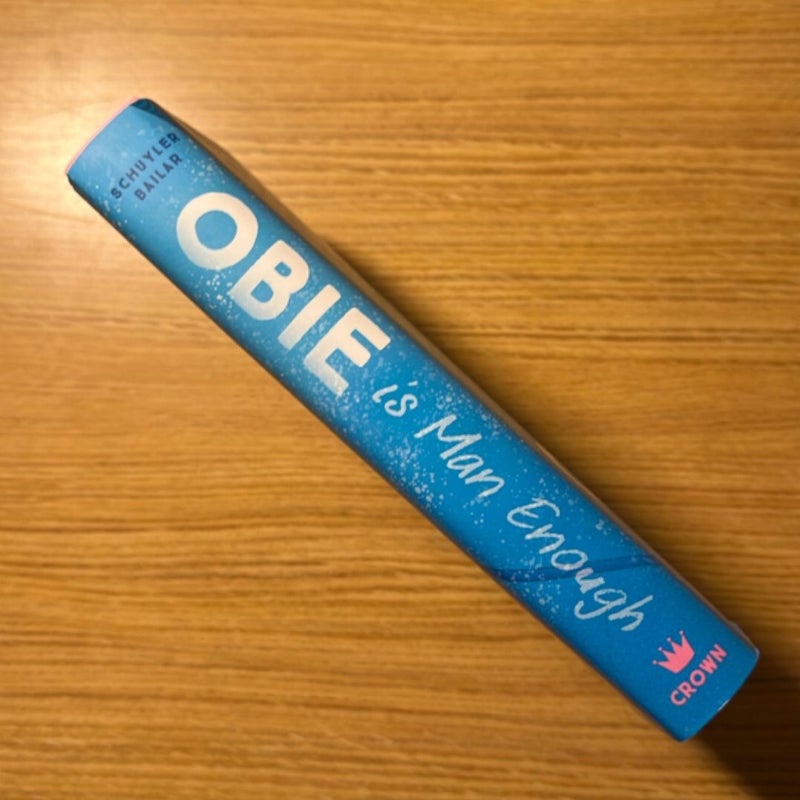 SCHUYLER
BAILAR
OBIE is Man Enough
CROWN